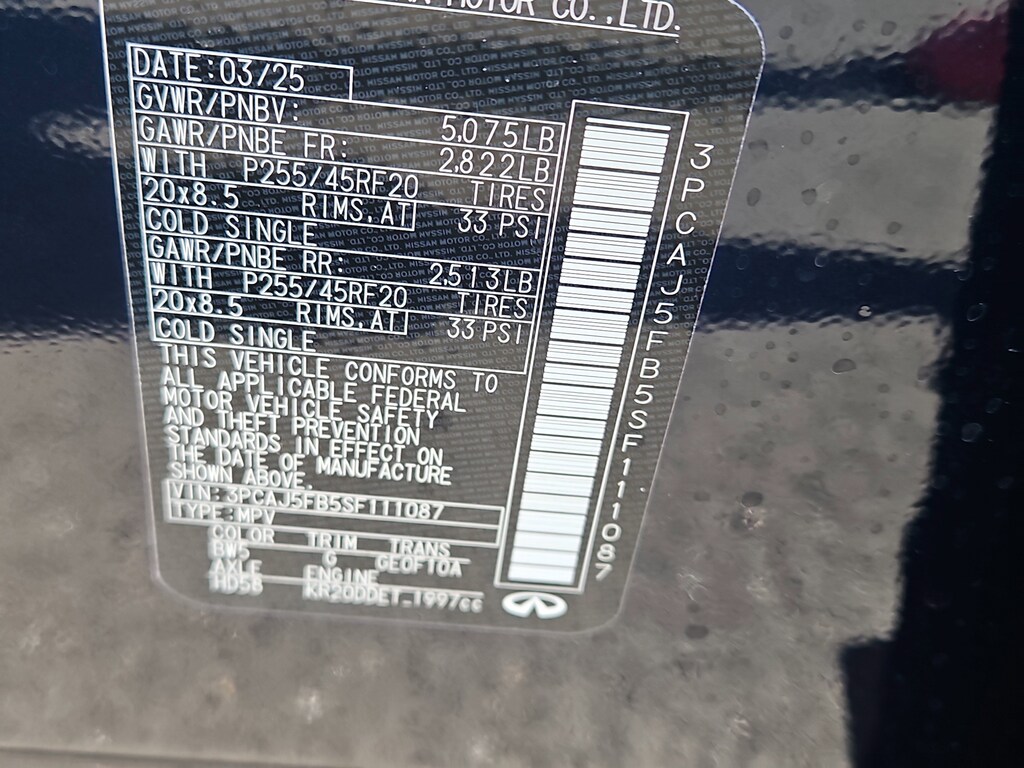 MOTOR CO.,LTD.
DATE:03/25
GVWR/PNBV: 5,075LB
GAWR/PNBE FR: 2,822LB
WITH P255/45RF20 TIRES
20x8.5 RIMS,AT 33 PSI
COLD SINGLE
GAWR/PNBE RR: 2,513LB
WITH P255/45RF20 TIRES
20x8.5 RIMS,AT 33 PSI
COLD SINGLE
THIS VEHICLE CONFORMS TO
ALL APPLICABLE FEDERAL
MOTOR VEHICLE SAFETY
AND THEFT PREVENTION
STANDARDS IN EFFECT ON
THE DATE OF MANUFACTURE
SHOWN ABOVE.
VIN:3PCAJ5FB5SF111087
TYPE:MPV
COLOR TRIM TRANS
BW5 G GE0F10A
AXLE ENGINE
HD5B KR20DDET 1997cc
3PCAJ5FB5SF111087